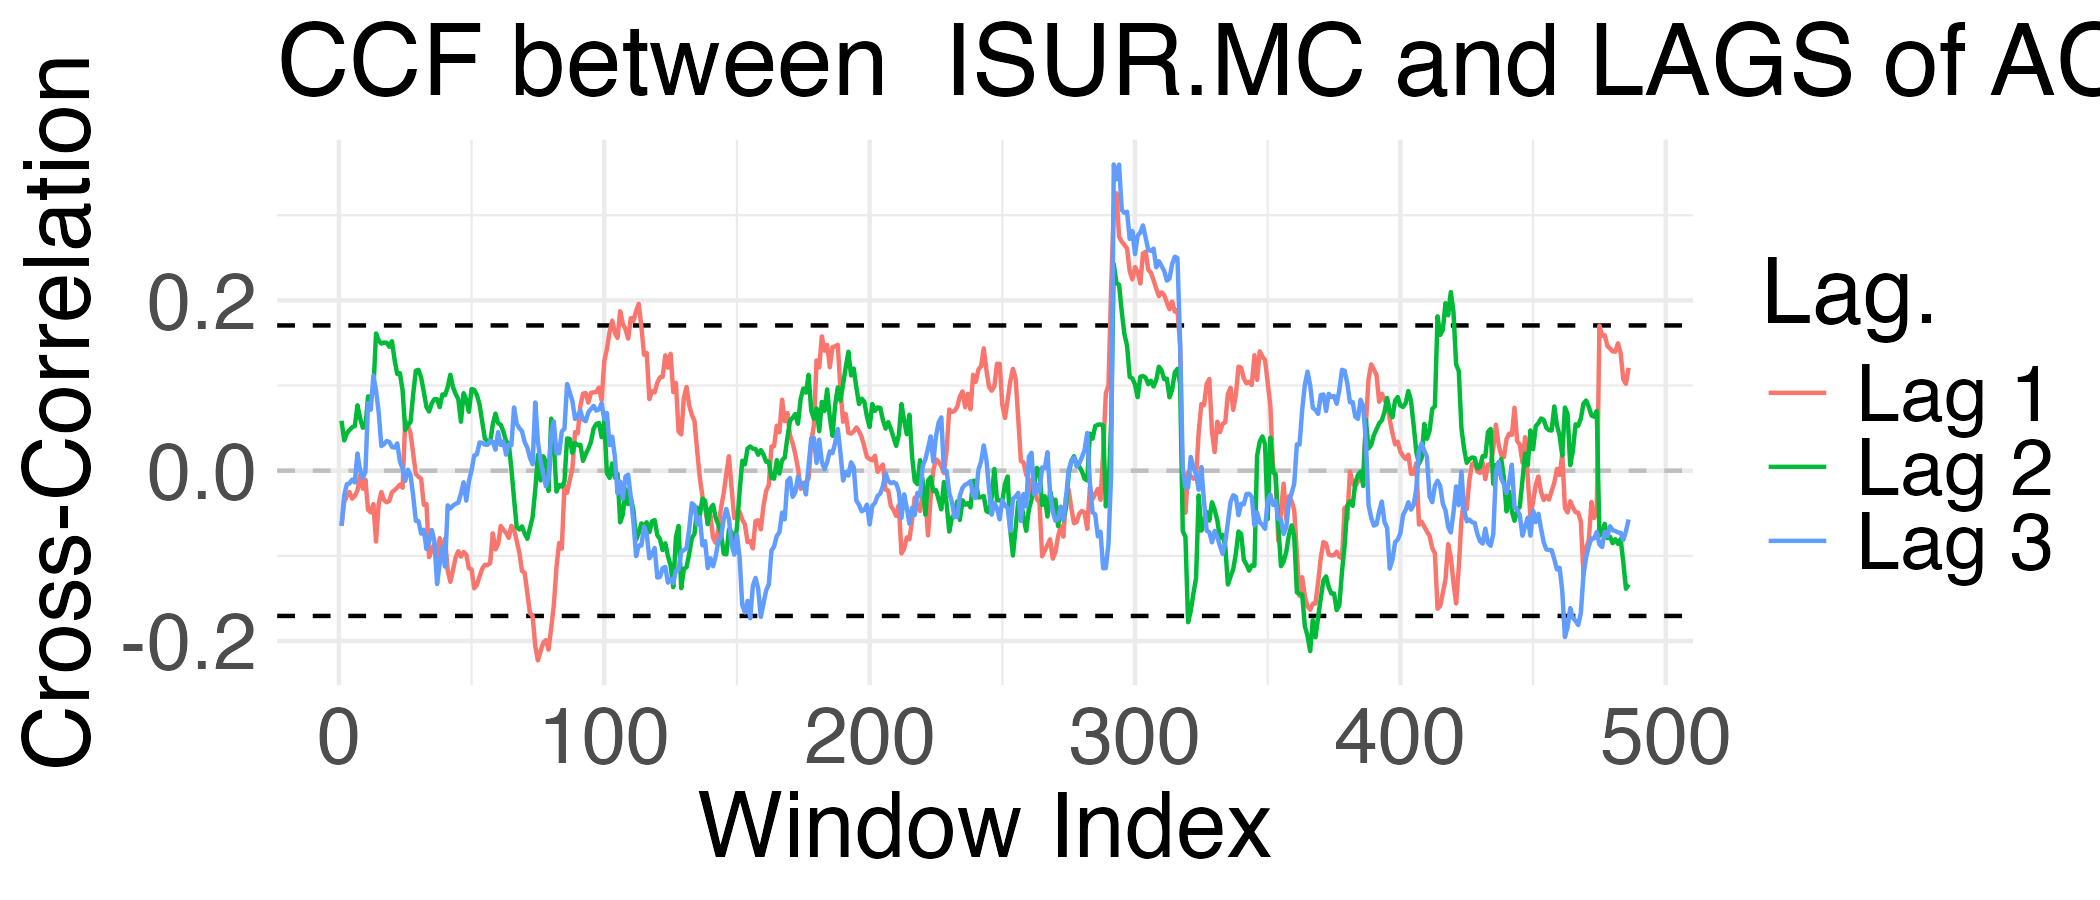 CCF between  ISUR.MC and LAGS of AC
Cross-Correlation
0.2
0.0
-0.2
0 100 200 300 400 500
Window Index
Lag.
Lag 1
Lag 2
Lag 3